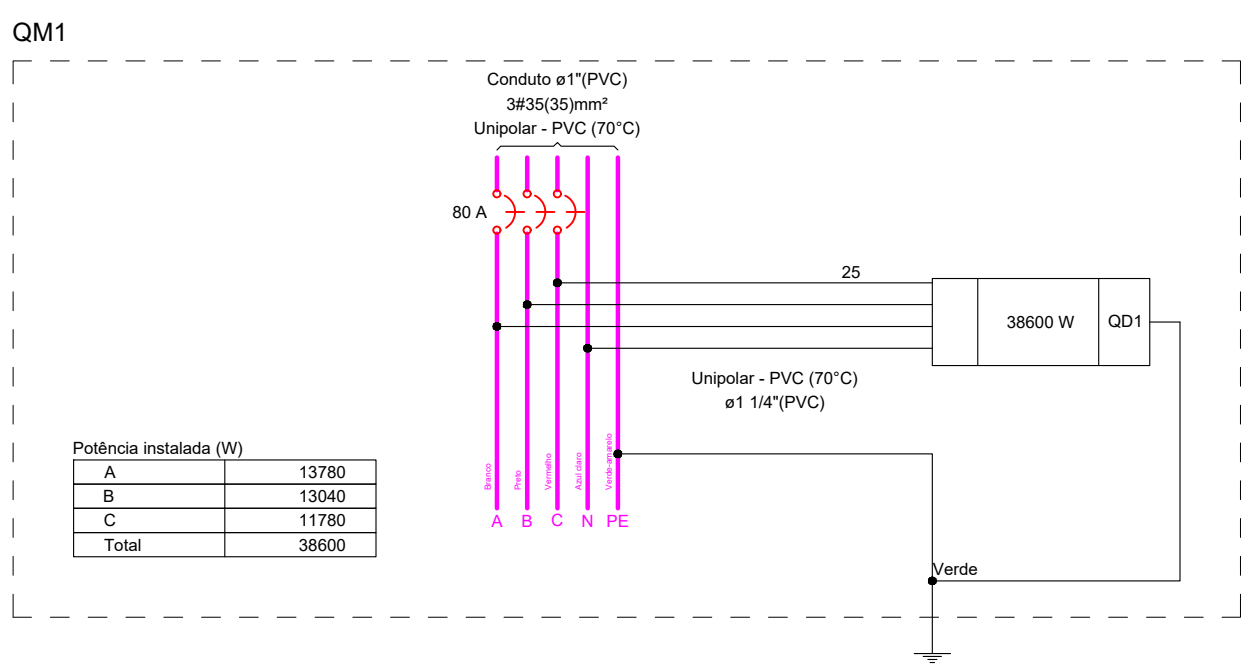 QM1
Conduto ø1"(PVC)
3#35(35)mm²
Unipolar - PVC (70°C)
80 A
25
38600 W
QD1
Unipolar - PVC (70°C)
ø1 1/4"(PVC)
Potência instalada (W)
A 13780
B 13040
C 11780
Total 38600
Branco
Preto
Vermelho
Azul claro
Verde-amarelo
A B C N PE
Verde